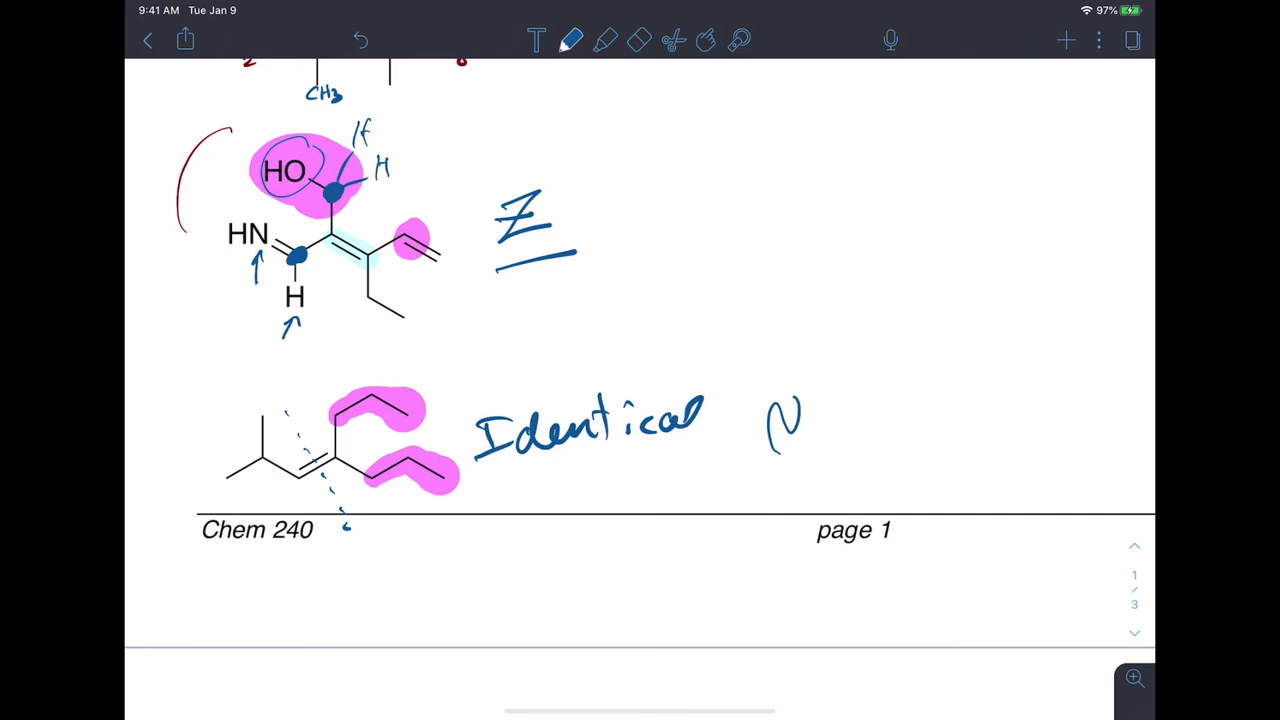 9:41 AM Tue Jan 9
97%
CH3
H
H
HO
HN
H
Z
Identical
Chem 240
page 1
1
3